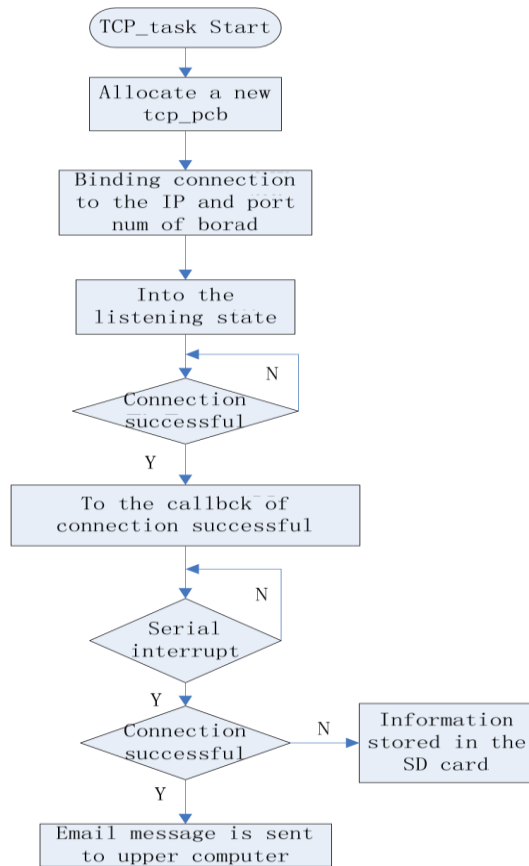 TCP_task Start
Allocate a new
tcp_pcb
Binding connection
to the IP and port
num of borad
Into the
listening state
N
Connection
successful
Y
To the callbck of
connection successful
N
Serial
interrupt
Y
Connection
successful
N
Information
stored in the
SD card
Y
Email message is sent
to upper computer